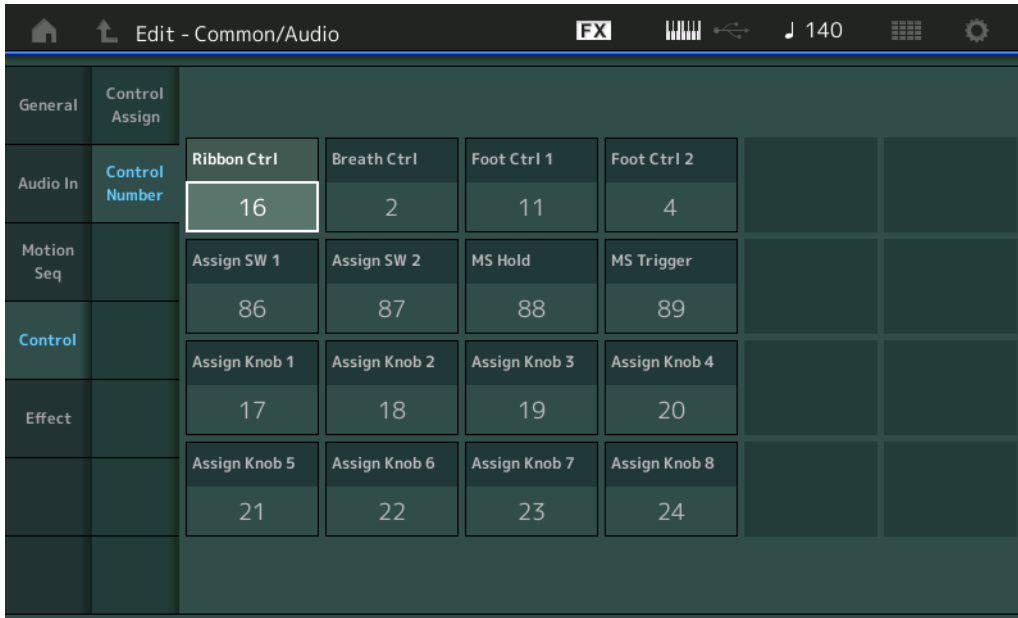 Edit - Common/Audio
FX
♩ 140
General
Control
Assign
Audio In
Control
Number
Motion
Seq
Control
Effect
Ribbon Ctrl
Breath Ctrl
Foot Ctrl 1
Foot Ctrl 2
16
2
11
4
Assign SW 1
Assign SW 2
MS Hold
MS Trigger
86
87
88
89
Assign Knob 1
Assign Knob 2
Assign Knob 3
Assign Knob 4
17
18
19
20
Assign Knob 5
Assign Knob 6
Assign Knob 7
Assign Knob 8
21
22
23
24